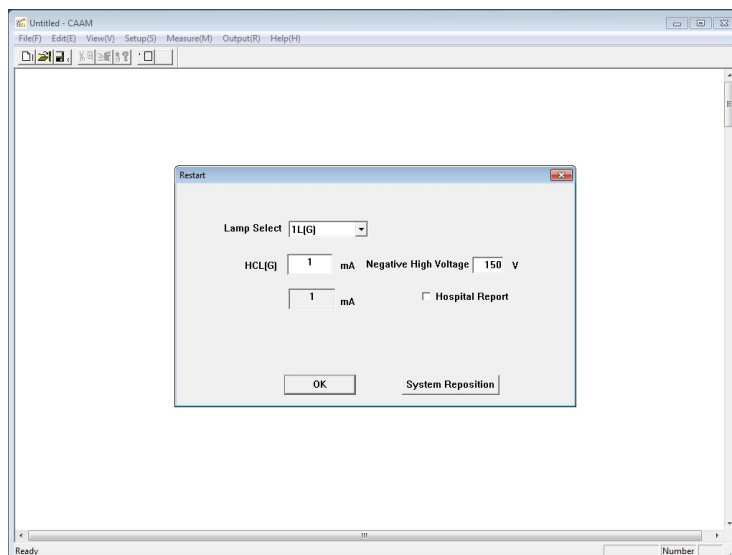 Untitled - CAAM
File(F) Edit(E) View(V) Setup(S) Measure(M) Output(R) Help(H)
Restart
Lamp Select 1L(G)
HCL(G) 1 mA Negative High Voltage 150 V
1 mA Hospital Report
OK System Reposition
Ready Number